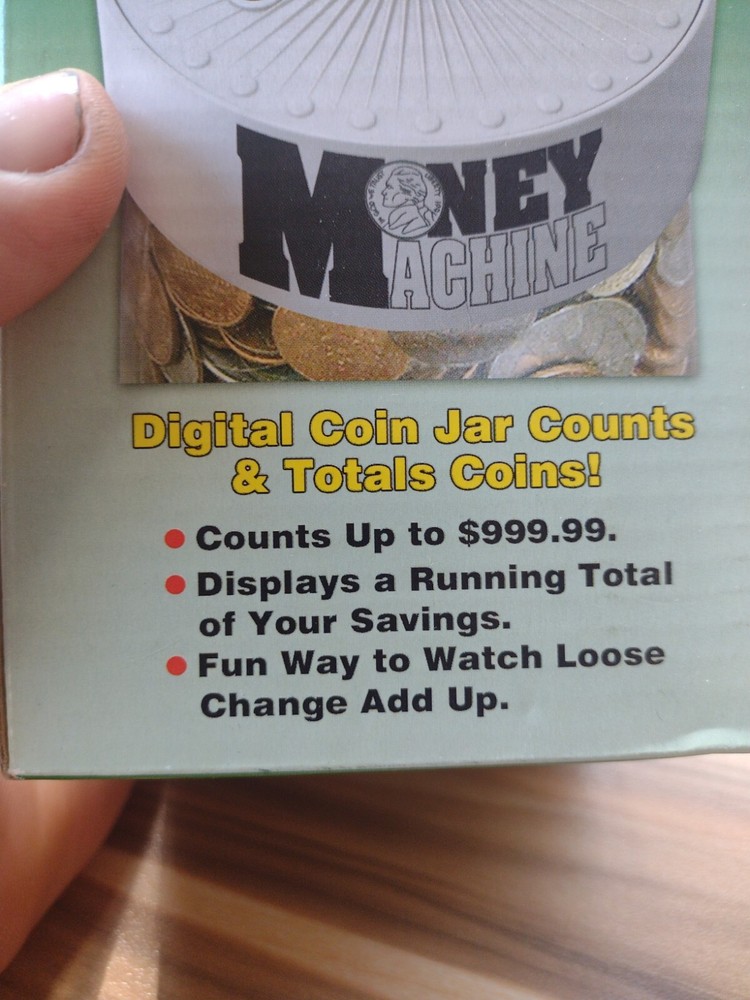 MONEY
MACHINE
Digital Coin Jar Counts
& Totals Coins!
Counts Up to $999.99.
Displays a Running Total
of Your Savings.
Fun Way to Watch Loose
Change Add Up.